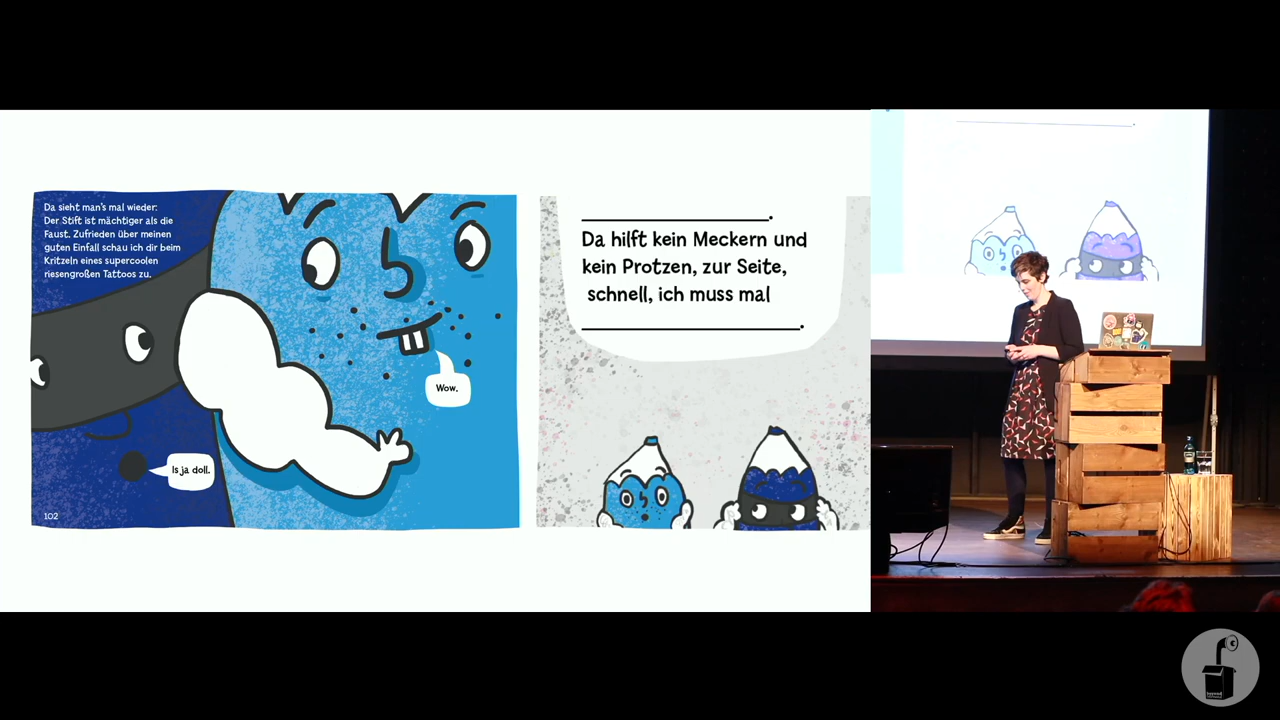 Da sieht man's mal wieder:
Der Stift ist mächtiger als die
Faust. Zufrieden über meinen
guten Einfall schau ich dir beim
Kritzeln eines supercoolen
riesengroßen Tattoos zu.
Wow.
Is ja doll.
102
Da hilft kein Meckern und
kein Protzen, zur Seite,
schnell, ich muss mal